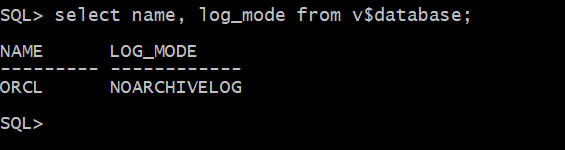 SQL> select name, log_mode from v$database;
NAME      LOG_MODE
--------- ------------
ORCL      NOARCHIVELOG
SQL>